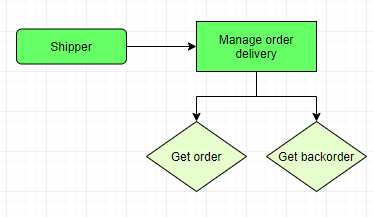 Shipper
Manage order
delivery
Get order
Get backorder